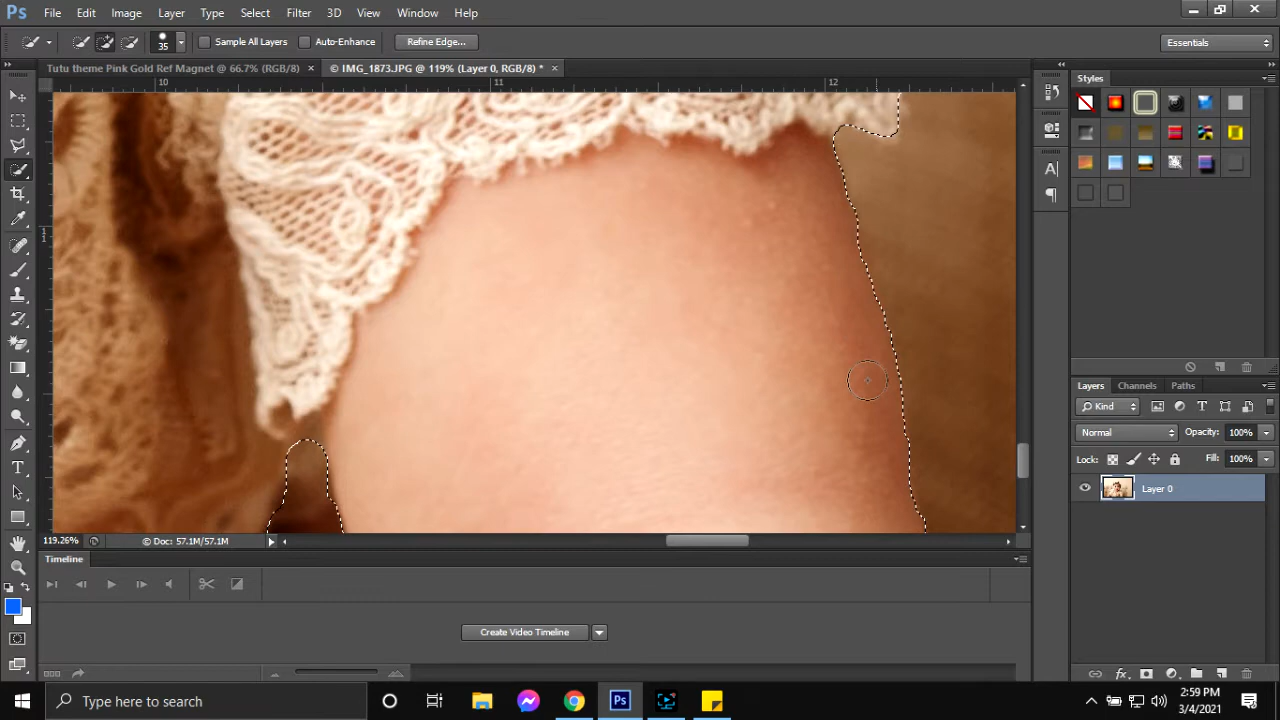 Ps File Edit Image Layer Type Select Filter 3D View Window Help
35 Sample All Layers Auto-Enhance Refine Edge... Essentials
Tutu theme Pink Gold Ref Magnet @ 66.7% (RGB/8) × © IMG_1873.JPG @ 119% (Layer 0, RGB/8) * ×
Styles
10 11 12
11
Layers Channels Paths
Kind
Normal Opacity: 100%
Lock: Fill: 100%
Layer 0
119.26% © Doc: 57.1M/57.1M
Timeline
Create Video Timeline
fx
Type here to search
Ps
2:59 PM
3/4/2021